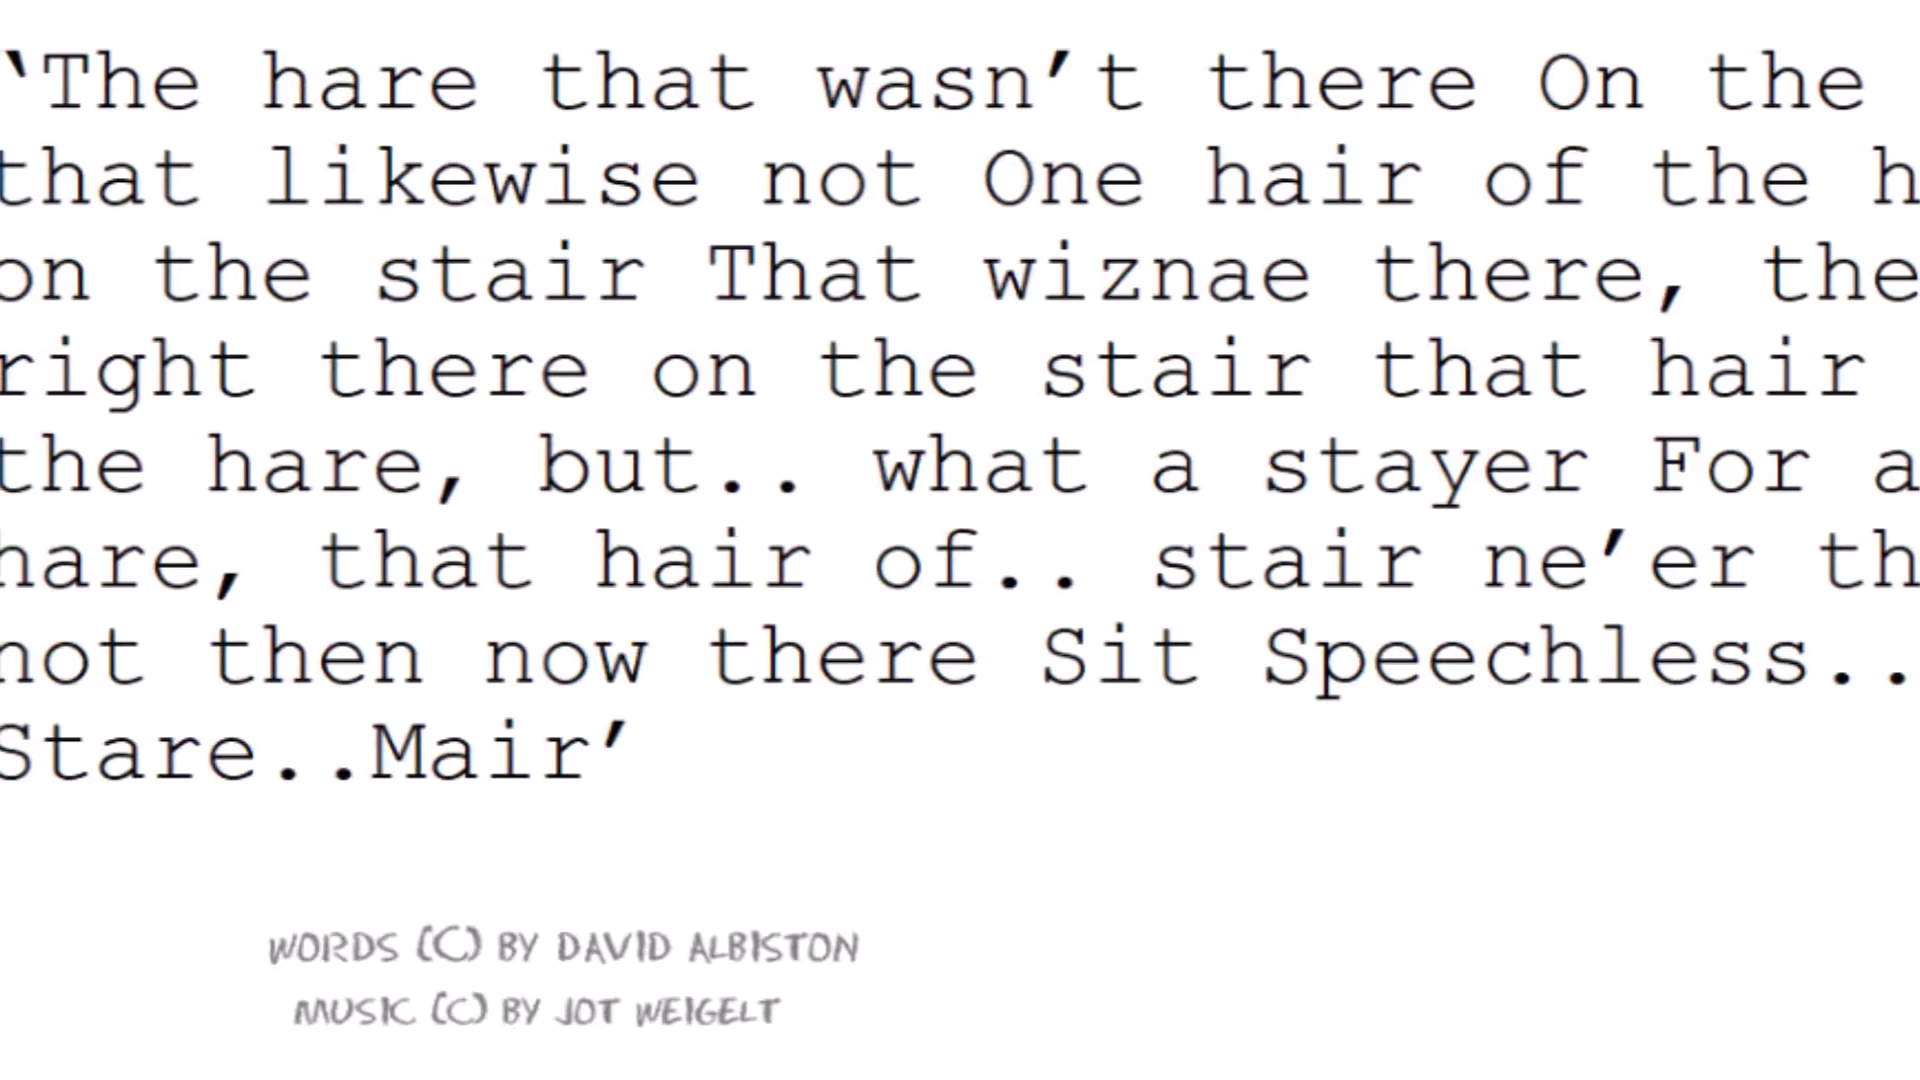 ‘The hare that wasn’t there On the
that likewise not One hair of the h
on the stair That wiznae there, the
right there on the stair that hair
the hare, but.. what a stayer For a
hare, that hair of.. stair ne’er th
not then now there Sit Speechless..
Stare..Mair’
WORDS (C) BY DAVID ALBISTON
MUSIC (C) BY JOT WEIGELT